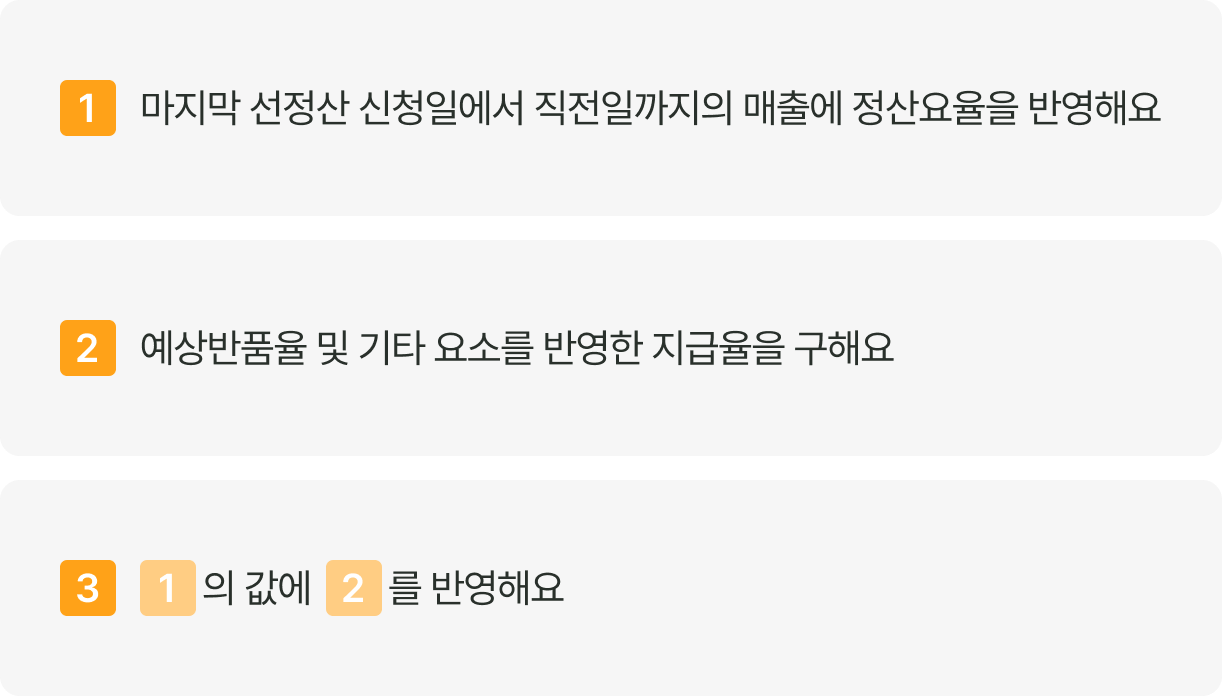 1 마지막 선정산 신청일에서 직전일까지의 매출에 정산요율을 반영해요
2 예상반품율 및 기타 요소를 반영한 지급율을 구해요
3 1 의 값에 2 를 반영해요